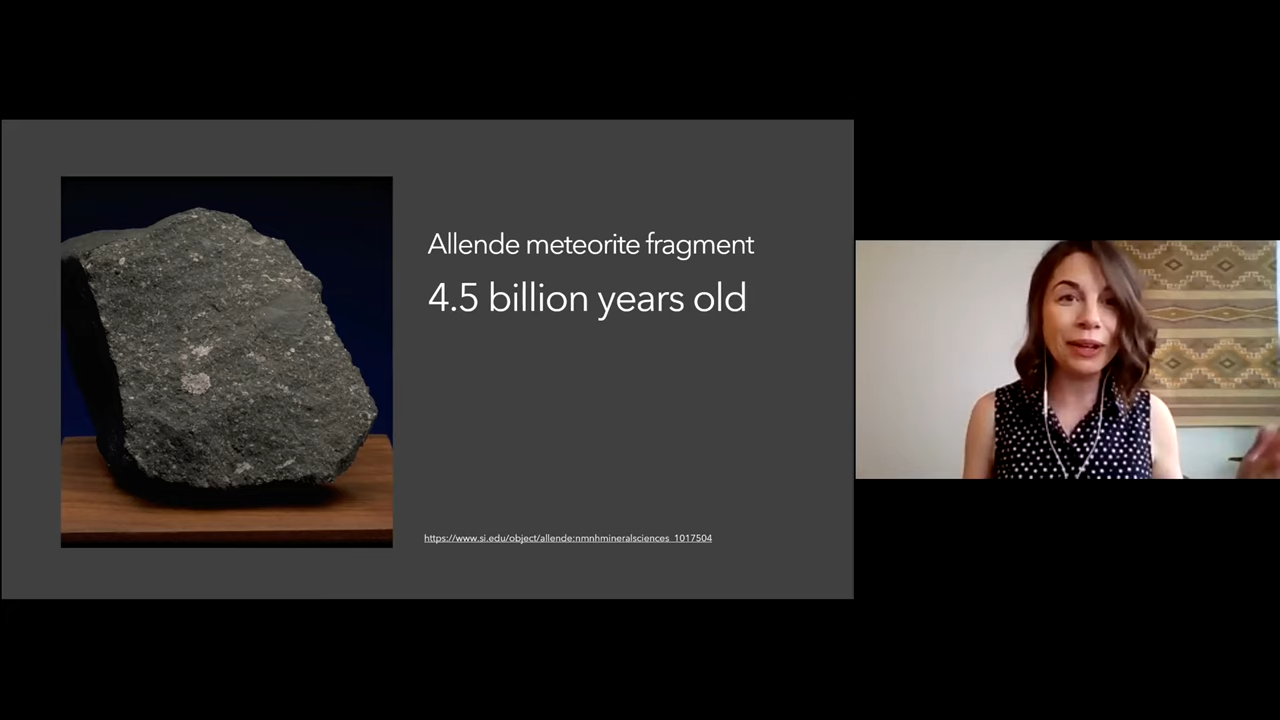 Allende meteorite fragment
4.5 billion years old
https://www.si.edu/object/allende:nmnhmineralsciences_1017504